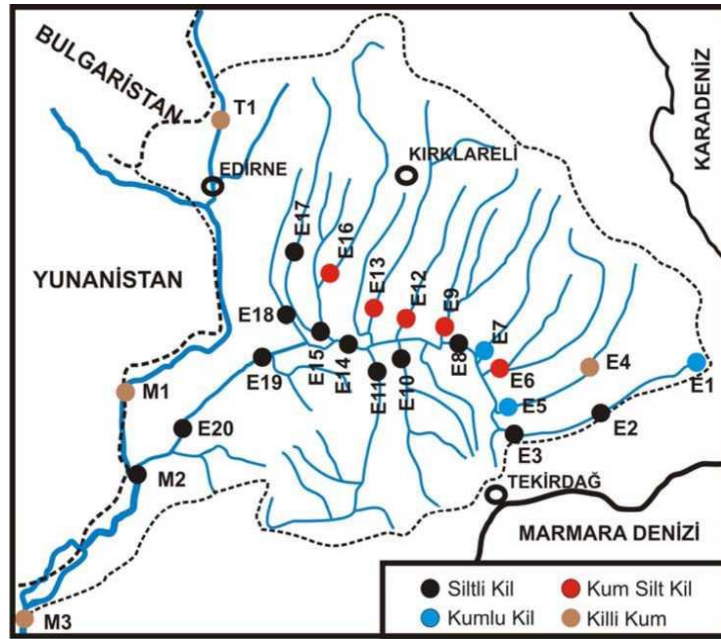 BULGARİSTAN
KARADENİZ
T1
EDİRNE
KIRKLARELİ
E17
E16
YUNANİSTAN
E13
E12
E9
E18
E7
E15
E14
E8
E4
E19
E11
E10
E6
E1
M1
E5
E2
E20
E3
M2
TEKİRDAĞ
MARMARA DENİZİ
Siltli Kil
Kum Silt Kil
Kumlu Kil
Killi Kum
M3